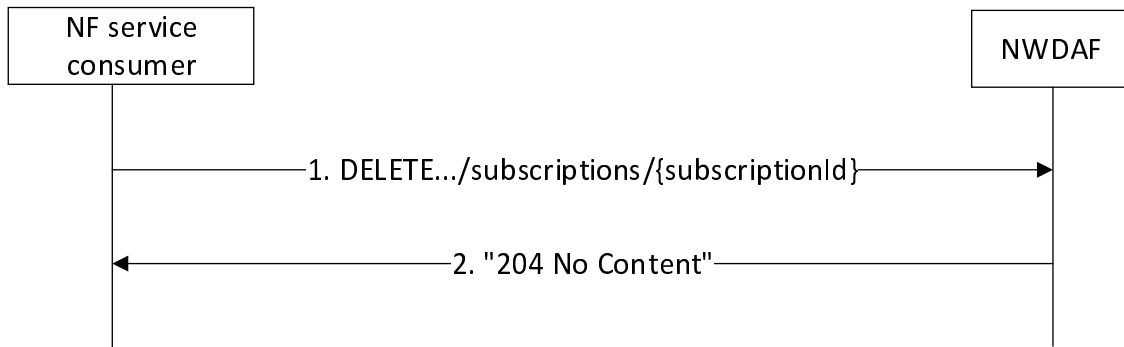 NF service
consumer
NWDAF
1. DELETE.../subscriptions/{subscriptionId}
2. "204 No Content"